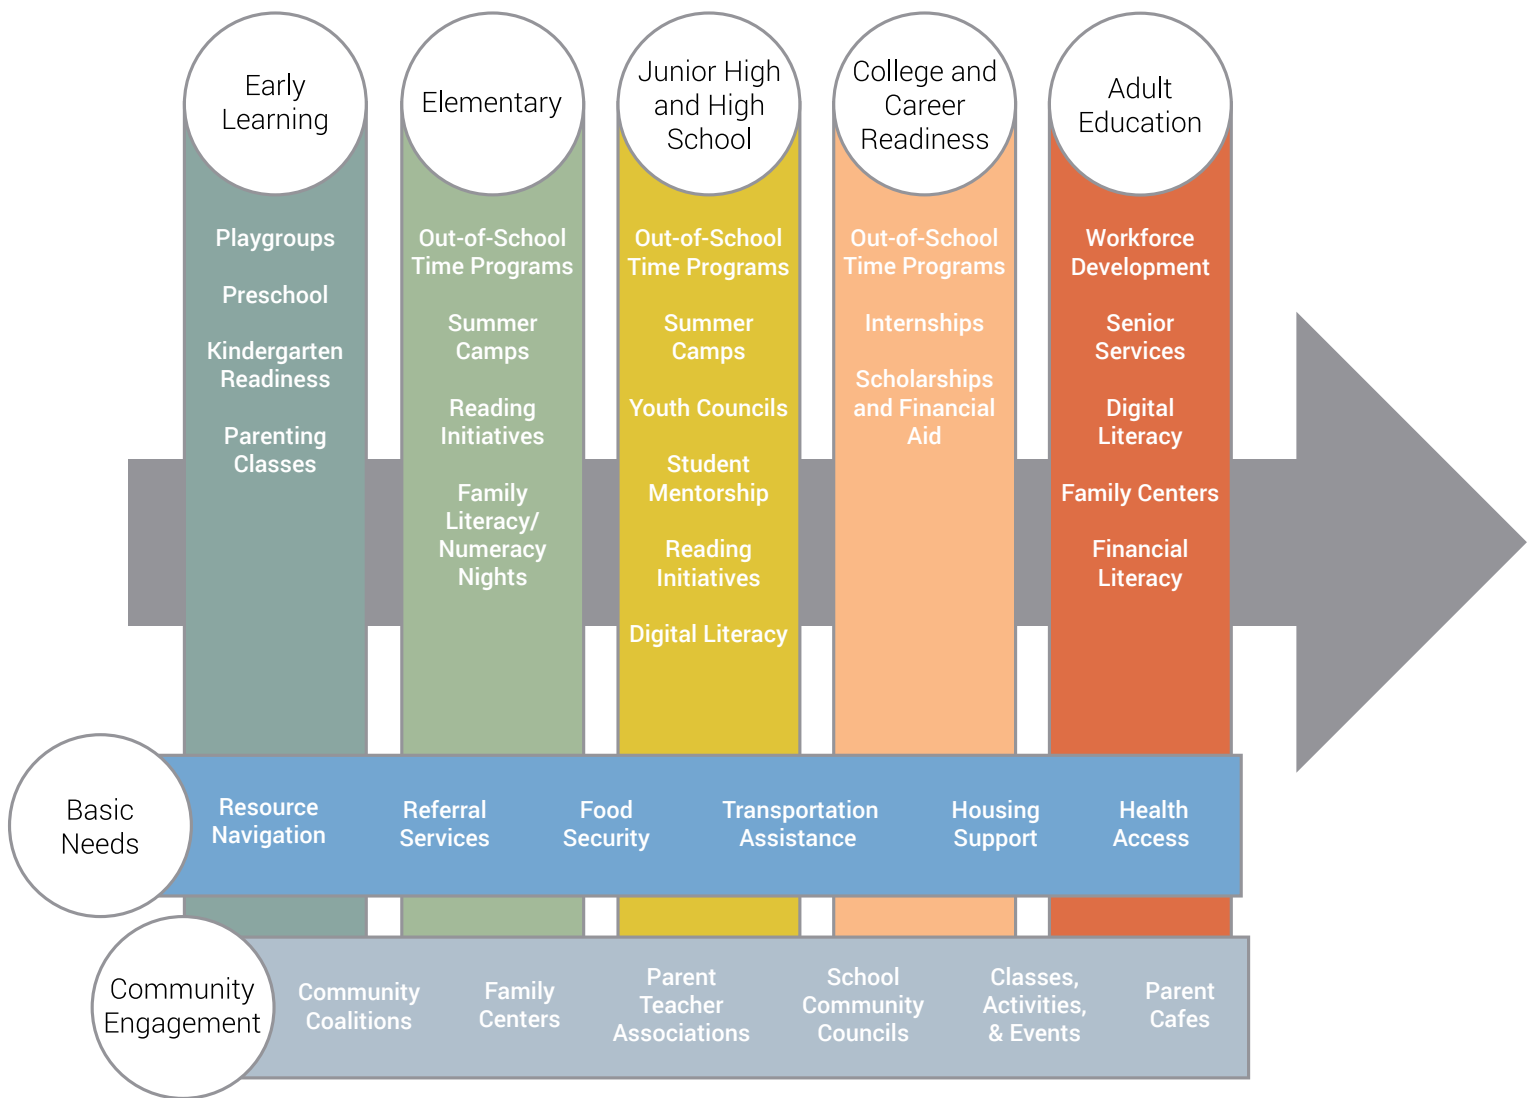 Early
Learning
Elementary
Junior High
and High
School
College and
Career
Readiness
Adult
Education
Playgroups
Preschool
Kindergarten
Readiness
Parenting
Classes
Out-of-School
Time Programs
Summer
Camps
Reading
Initiatives
Family
Literacy/
Numeracy
Nights
Out-of-School
Time Programs
Summer
Camps
Youth Councils
Student
Mentorship
Reading
Initiatives
Digital Literacy
Out-of-School
Time Programs
Internships
Scholarships
and Financial
Aid
Workforce
Development
Senior
Services
Digital
Literacy
Family Centers
Financial
Literacy
Basic
Needs
Resource
Navigation
Referral
Services
Food
Security
Transportation
Assistance
Housing
Support
Health
Access
Community
Engagement
Community
Coalitions
Family
Centers
Parent
Teacher
Associations
School
Community
Councils
Classes,
Activities,
& Events
Parent
Cafes